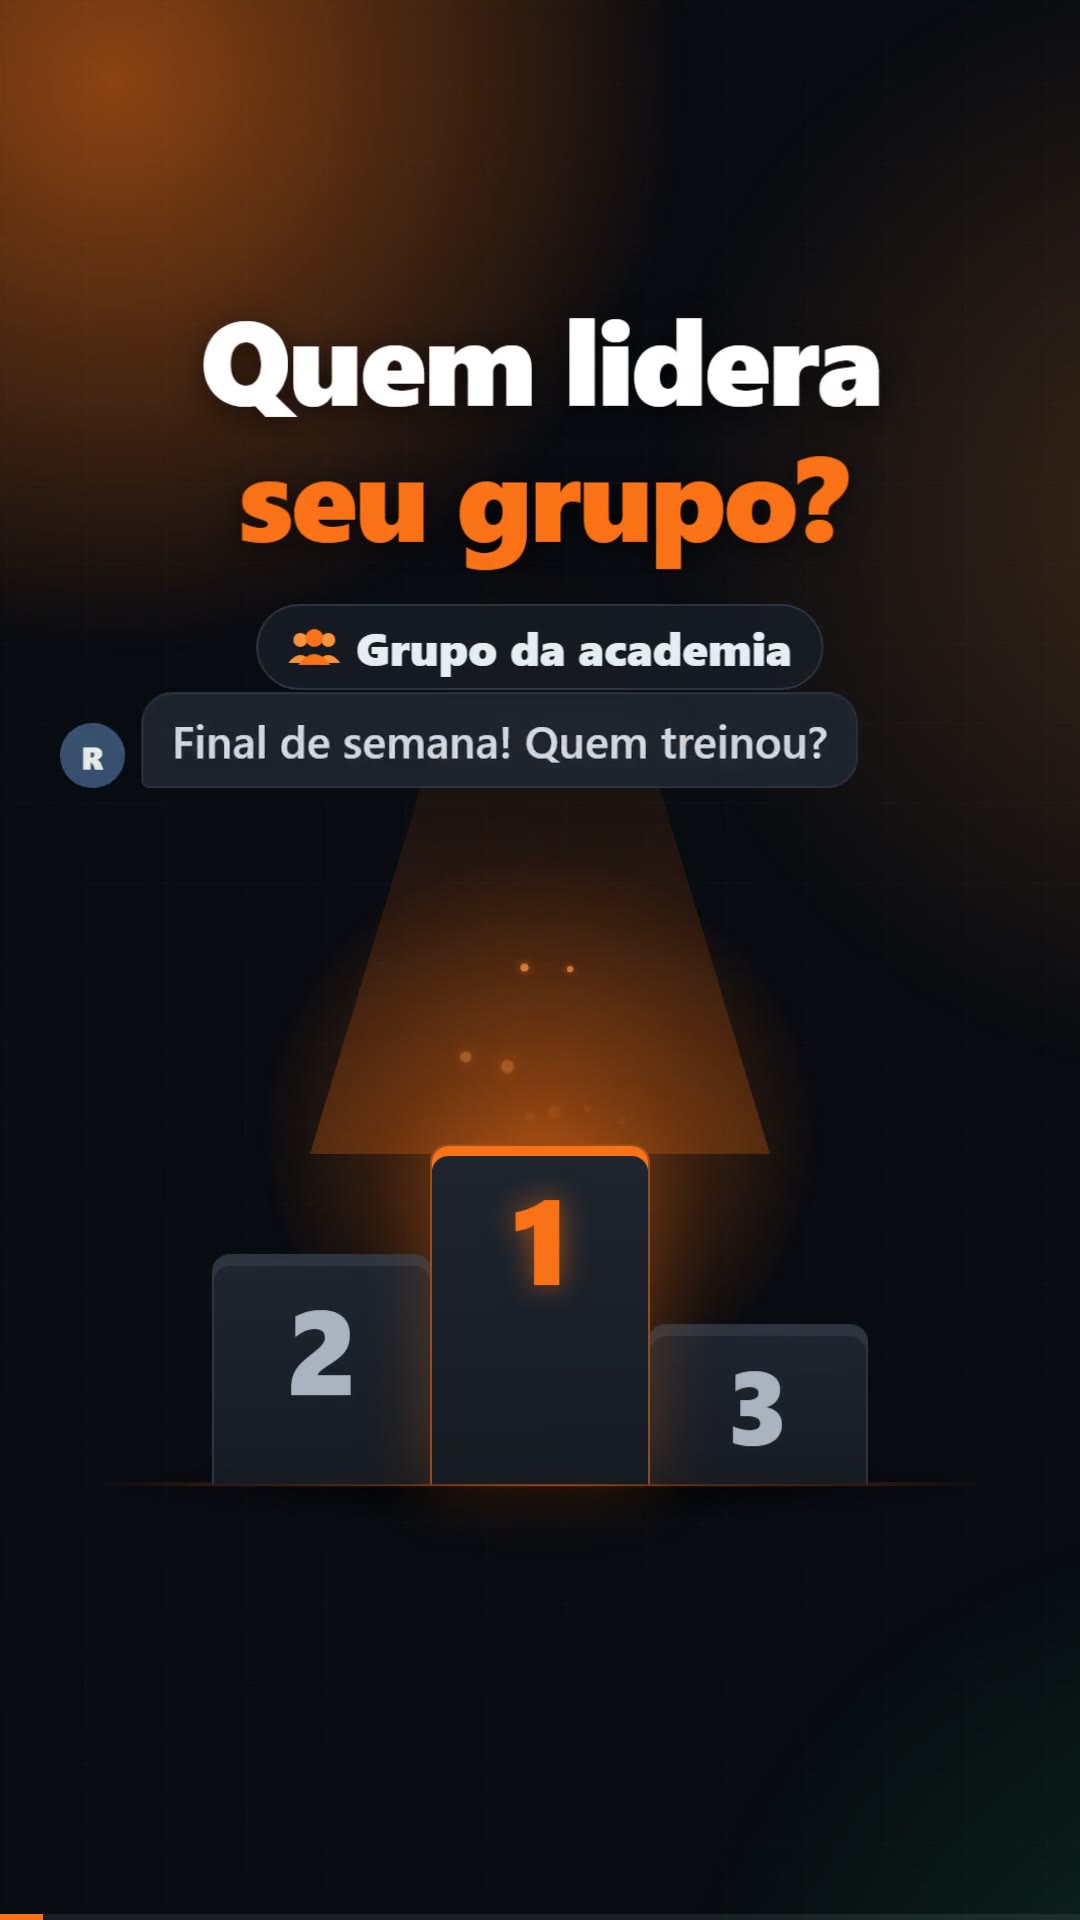 Quem lidera
seu grupo?
Grupo da academia
R
Final de semana! Quem treinou?
1
2
3